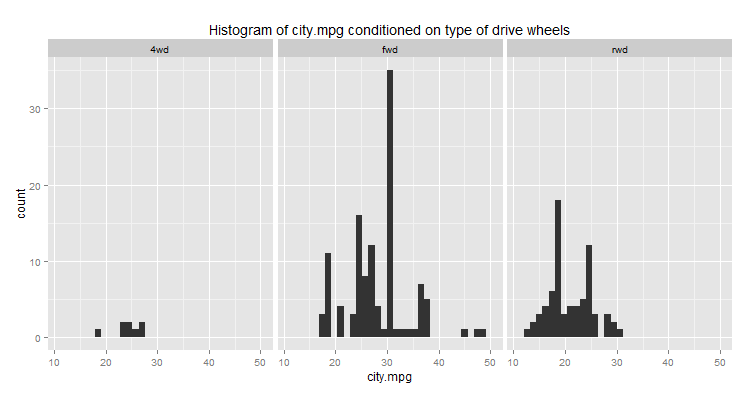 Histogram of city.mpg conditioned on type of drive wheels
4wd fwd rwd
30
20
10
0
10 20 30 40 50 10 20 30 40 50 10 20 30 40 50
count
city.mpg